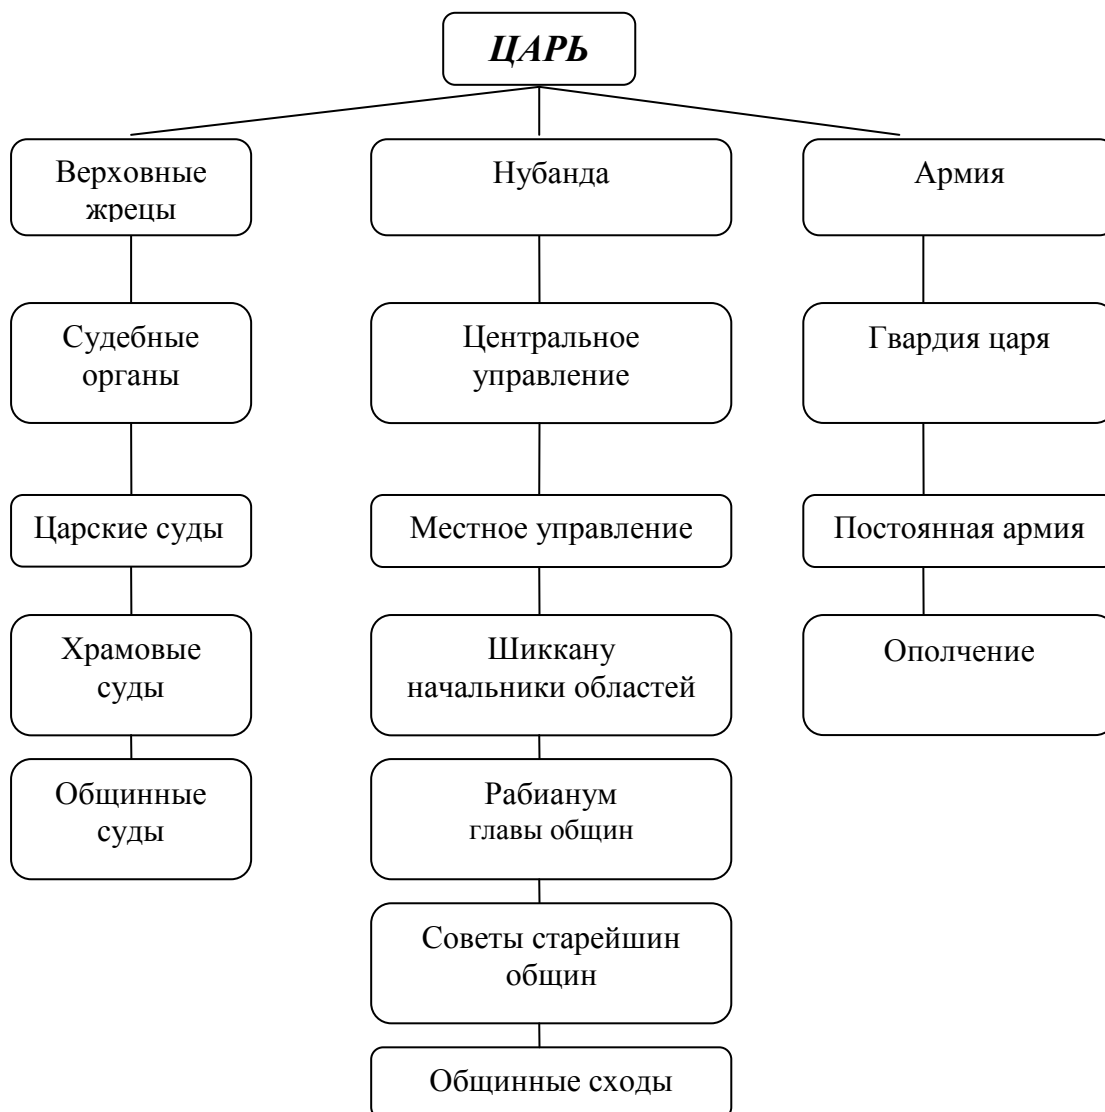 ЦАРЬ
Верховные
жрецы
Нубанда
Армия
Судебные
органы
Центральное
управление
Гвардия царя
Царские суды
Местное управление
Постоянная армия
Храмовые
суды
Шиккану
начальники областей
Ополчение
Общинные
суды
Рабианум
главы общин
Советы старейшин
общин
Общинные сходы